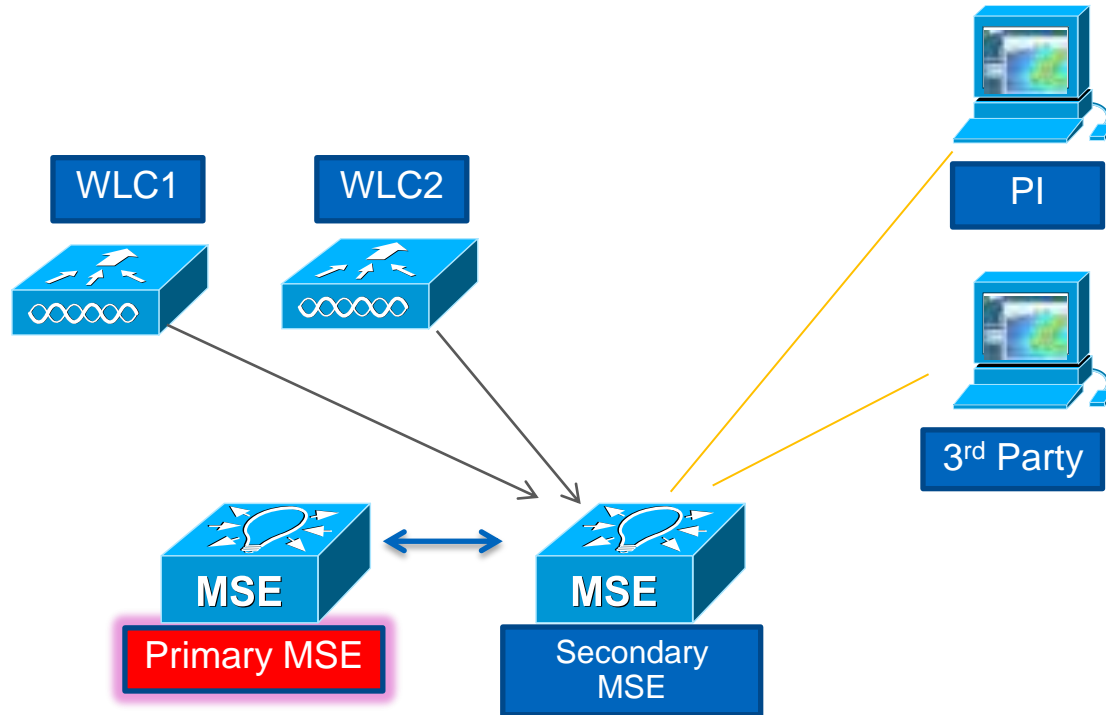 WLC1
WLC2
PI
3rd Party
MSE
Primary MSE
MSE
Secondary
MSE